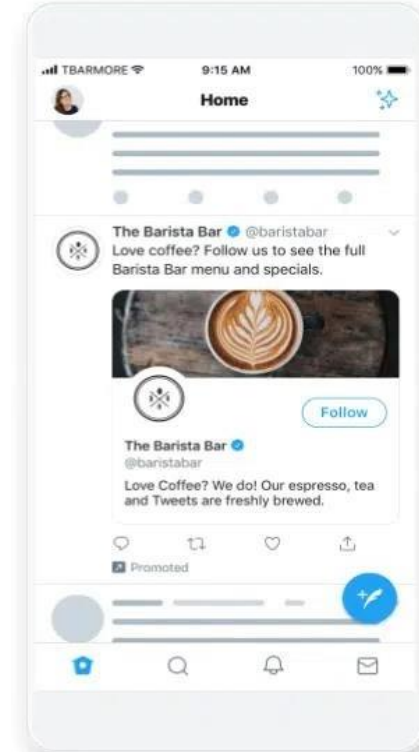 TBARMORE 9:15 AM 100%
Home
The Barista Bar @baristabar
Love coffee? Follow us to see the full
Barista Bar menu and specials.
Follow
The Barista Bar
@baristabar
Love Coffee? We do! Our espresso, tea
and Tweets are freshly brewed.
Promoted